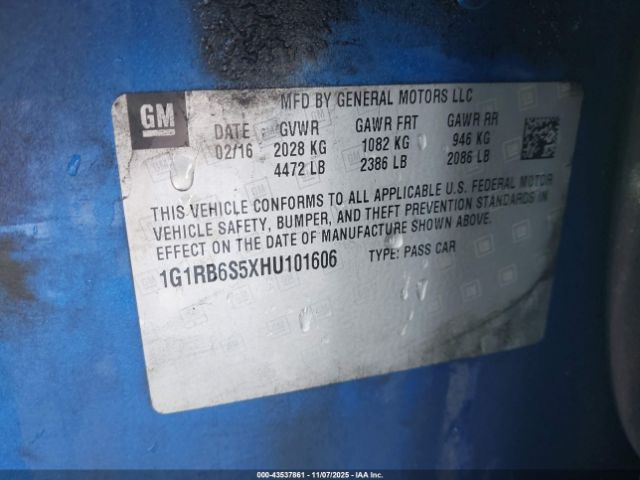 GM
MFD BY GENERAL MOTORS LLC
DATE GVWR GAWR FRT GAWR RR
02/16 2028 KG 1082 KG 946 KG
4472 LB 2386 LB 2086 LB
THIS VEHICLE CONFORMS TO ALL APPLICABLE U.S. FEDERAL MOTOR
VEHICLE SAFETY, BUMPER, AND THEFT PREVENTION STANDARDS IN
EFFECT ON THE DATE OF MANUFACTURE SHOWN ABOVE.
1G1RB6S5XHU101606 TYPE: PASS CAR
000-43537861 - 11/07/2025 - IAAI.COM